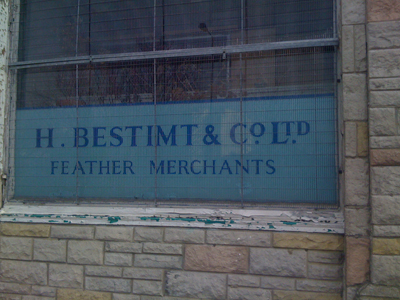 H. BESTIMT & CO. LTD.
FEATHER MERCHANTS